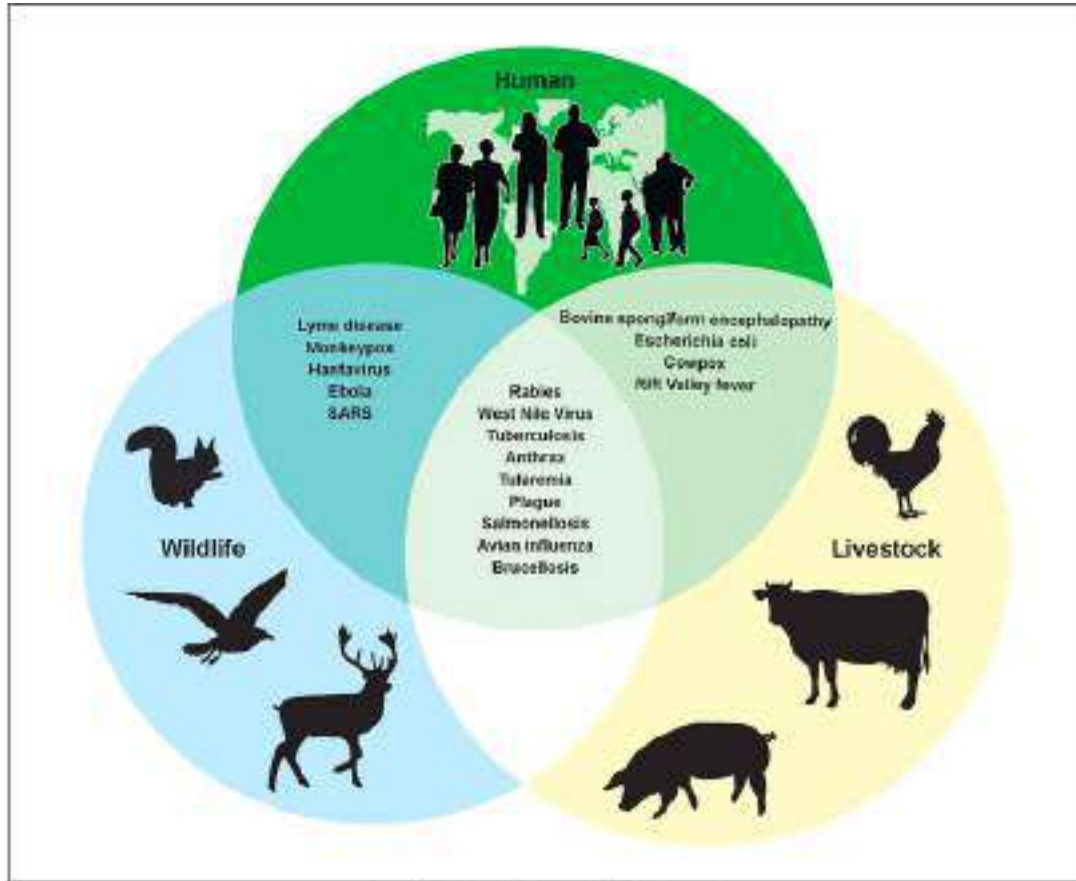 Human
Lyme disease
Monkeypox
Hantavirus
Ebola
SARS
Bovine spongiform encephalopathy
Escherichia coli
Cowpox
Rift Valley fever
Rabies
West Nile Virus
Tuberculosis
Anthrax
Tularemia
Plague
Salmonellosis
Avian influenza
Brucellosis
Wildlife
Livestock